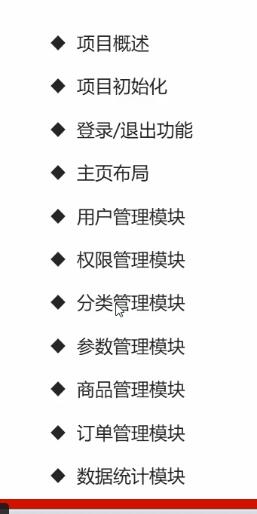 ◆ 项目概述
◆ 项目初始化
◆ 登录/退出功能
◆ 主页布局
◆ 用户管理模块
◆ 权限管理模块
◆ 分类管理模块
◆ 参数管理模块
◆ 商品管理模块
◆ 订单管理模块
◆ 数据统计模块